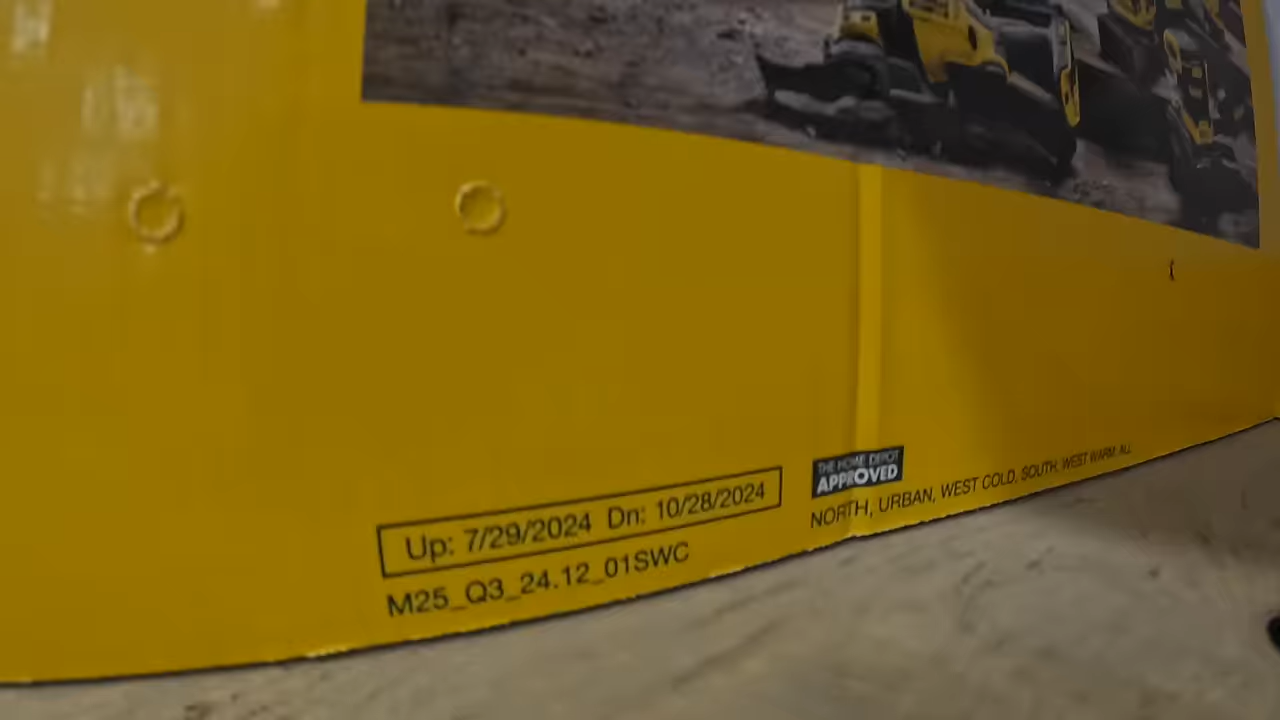 Up: 7/29/2024 Dn: 10/28/2024
M25_Q3_24.12_01SWC
THE HOME DEPOT
APPROVED
NORTH, URBAN, WEST COLD, SOUTH, WEST WARM, ALL